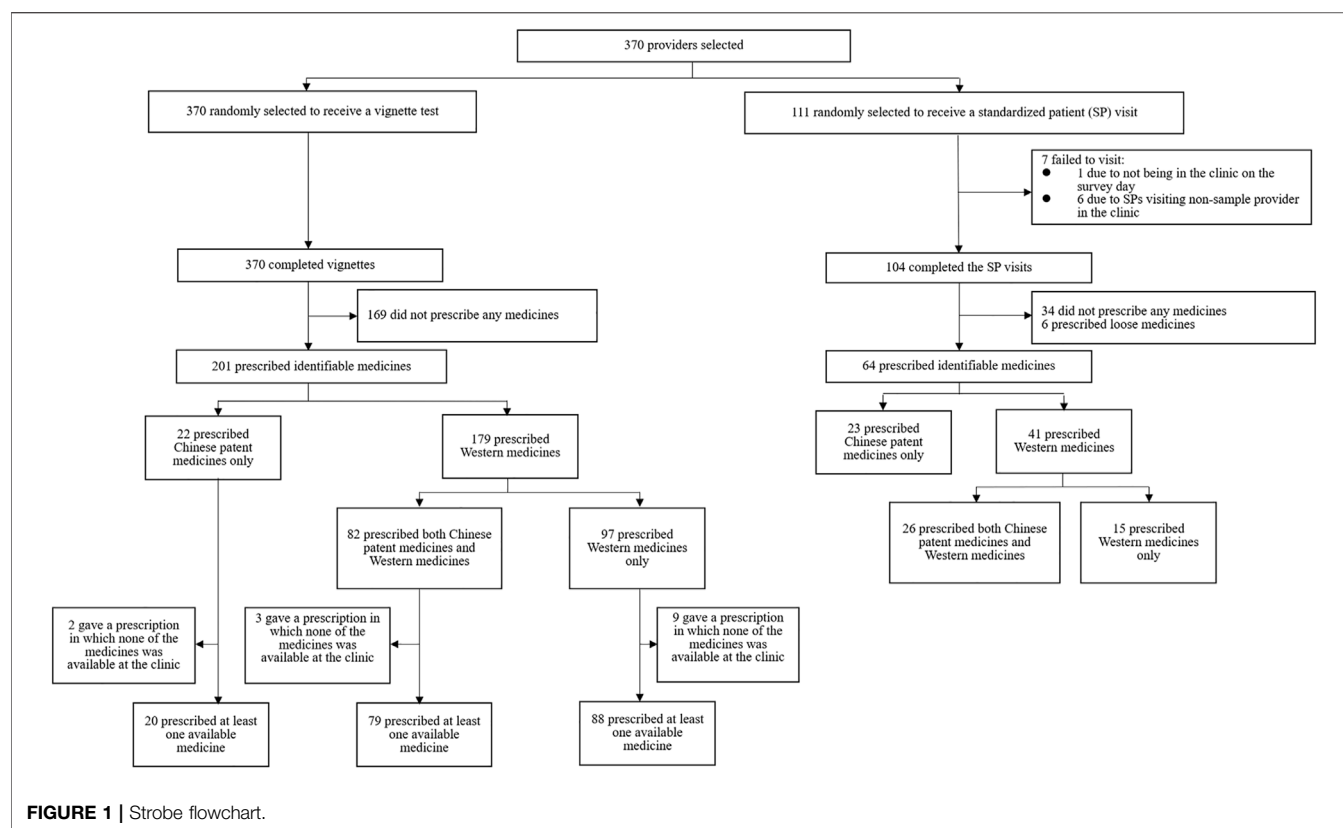 370 providers selected
370 randomly selected to receive a vignette test
111 randomly selected to receive a standardized patient (SP) visit
7 failed to visit:
● 1 due to not being in the clinic on the
survey day
● 6 due to SPs visiting non-sample provider
in the clinic
370 completed vignettes
104 completed the SP visits
169 did not prescribe any medicines
34 did not prescribe any medicines
6 prescribed loose medicines
201 prescribed identifiable medicines
64 prescribed identifiable medicines
22 prescribed
Chinese patent
medicines only
179 prescribed
Western medicines
23 prescribed
Chinese patent
medicines only
41 prescribed
Western medicines
82 prescribed both Chinese
patent medicines and
Western medicines
97 prescribed
Western medicines
only
26 prescribed both Chinese
patent medicines and
Western medicines
15 prescribed
Western medicines
only
2 gave a prescription
in which none of the
medicines was
available at the clinic
3 gave a prescription
in which none of the
medicines was
available at the clinic
9 gave a prescription
in which none of the
medicines was
available at the clinic
20 prescribed at least
one available
medicine
79 prescribed at least
one available
medicine
88 prescribed at least
one available
medicine
FIGURE 1 | Strobe flowchart.